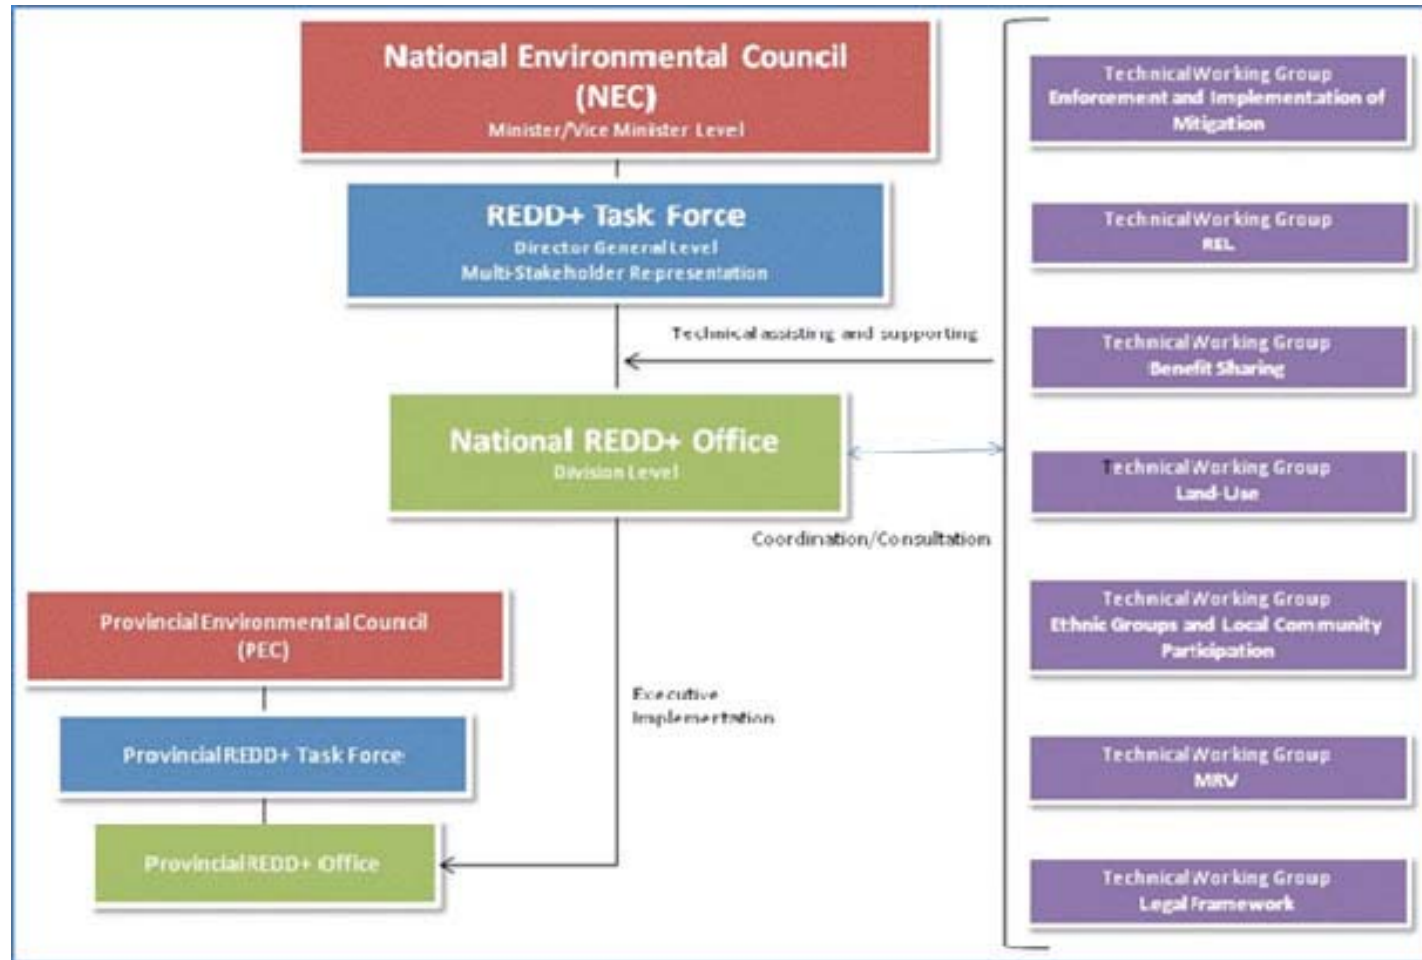 National Environmental Council
(NEC)
Minister/Vice Minister Level
REDD+ Task Force
Director General Level
Multi-Stakeholder Representation
Technical assisting and supporting
National REDD+ Office
Division Level
Coordination/Consultation
Executive
Implementation
Provincial Environmental Council
(PEC)
Provincial REDD+ Task Force
Provincial REDD+ Office
Technical Working Group
Enforcement and Implementation of
Mitigation
Technical Working Group
REL
Technical Working Group
Benefit Sharing
Technical Working Group
Land-Use
Technical Working Group
Ethnic Groups and Local Community
Participation
Technical Working Group
MRV
Technical Working Group
Legal Framework